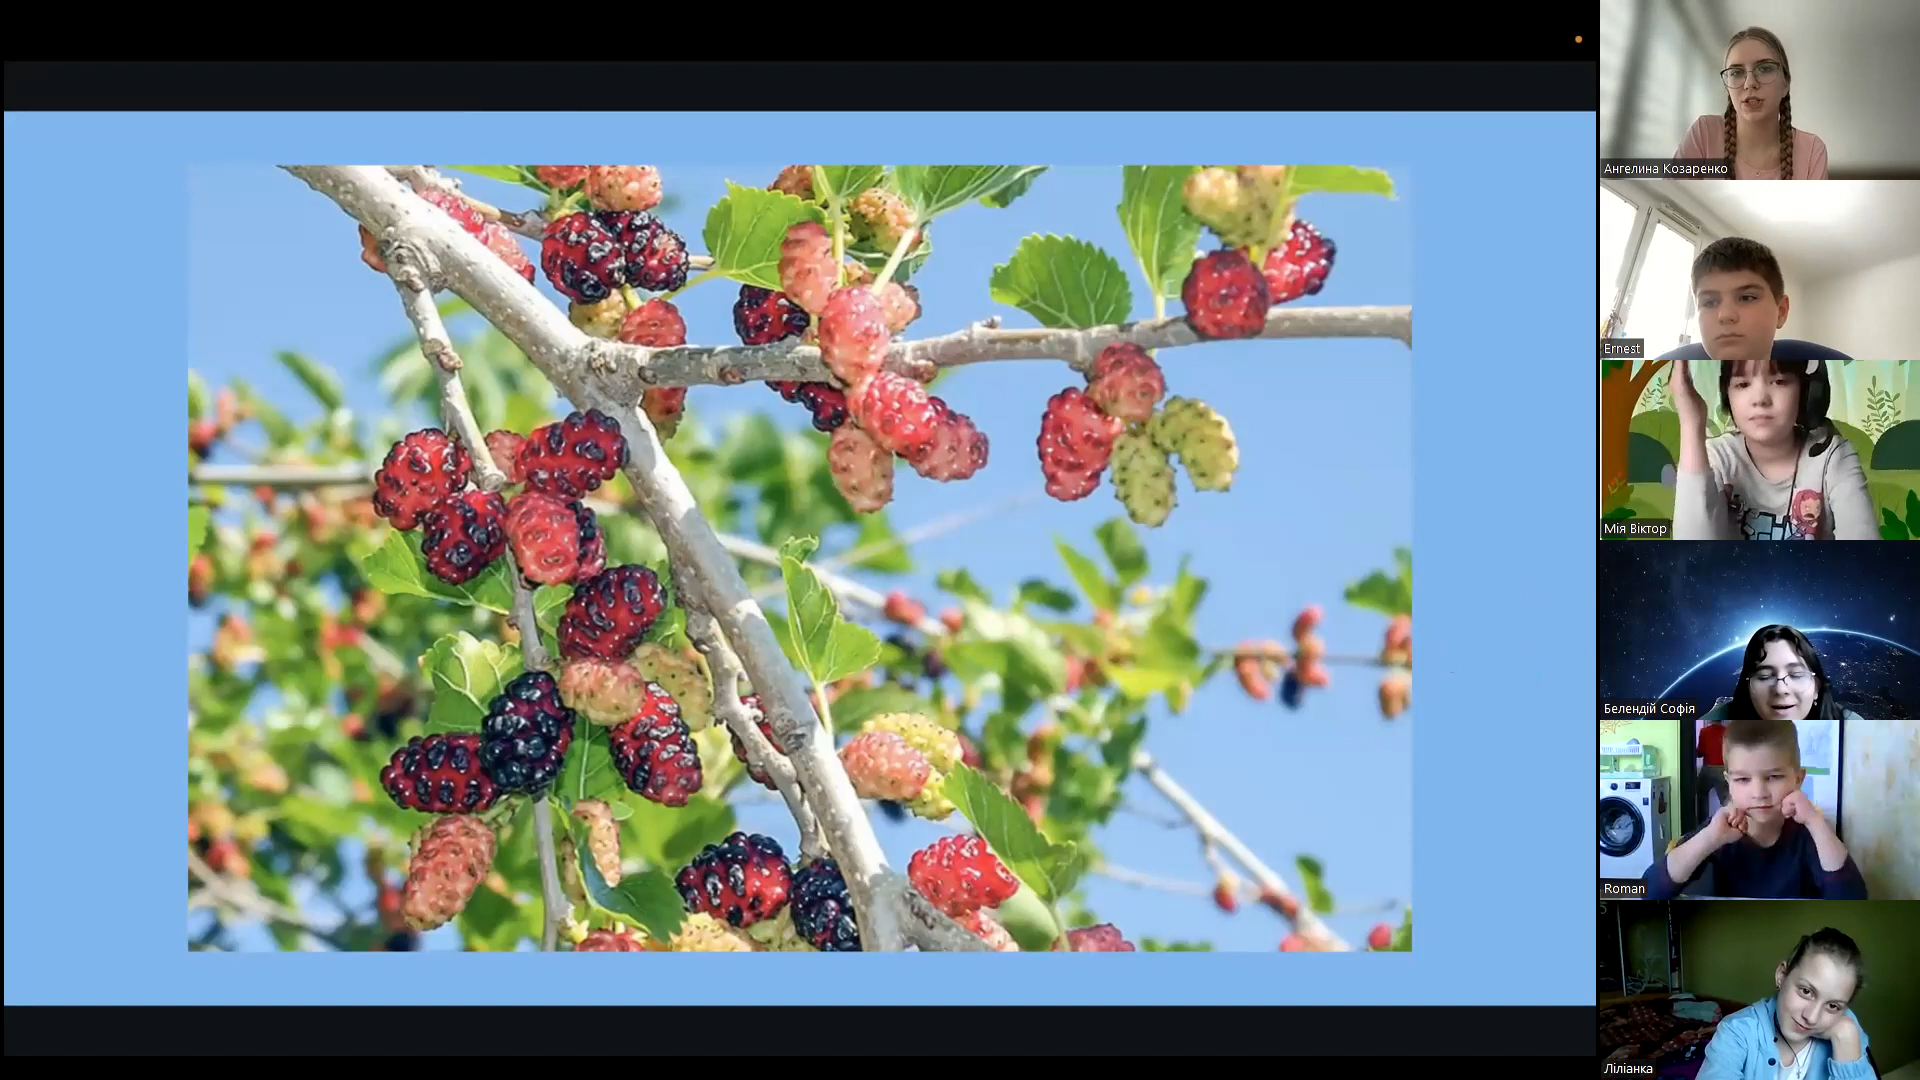 Ангелина Козаренко
Ernest
Мія Віктор
Белендій Софія
Roman
Ліліанка